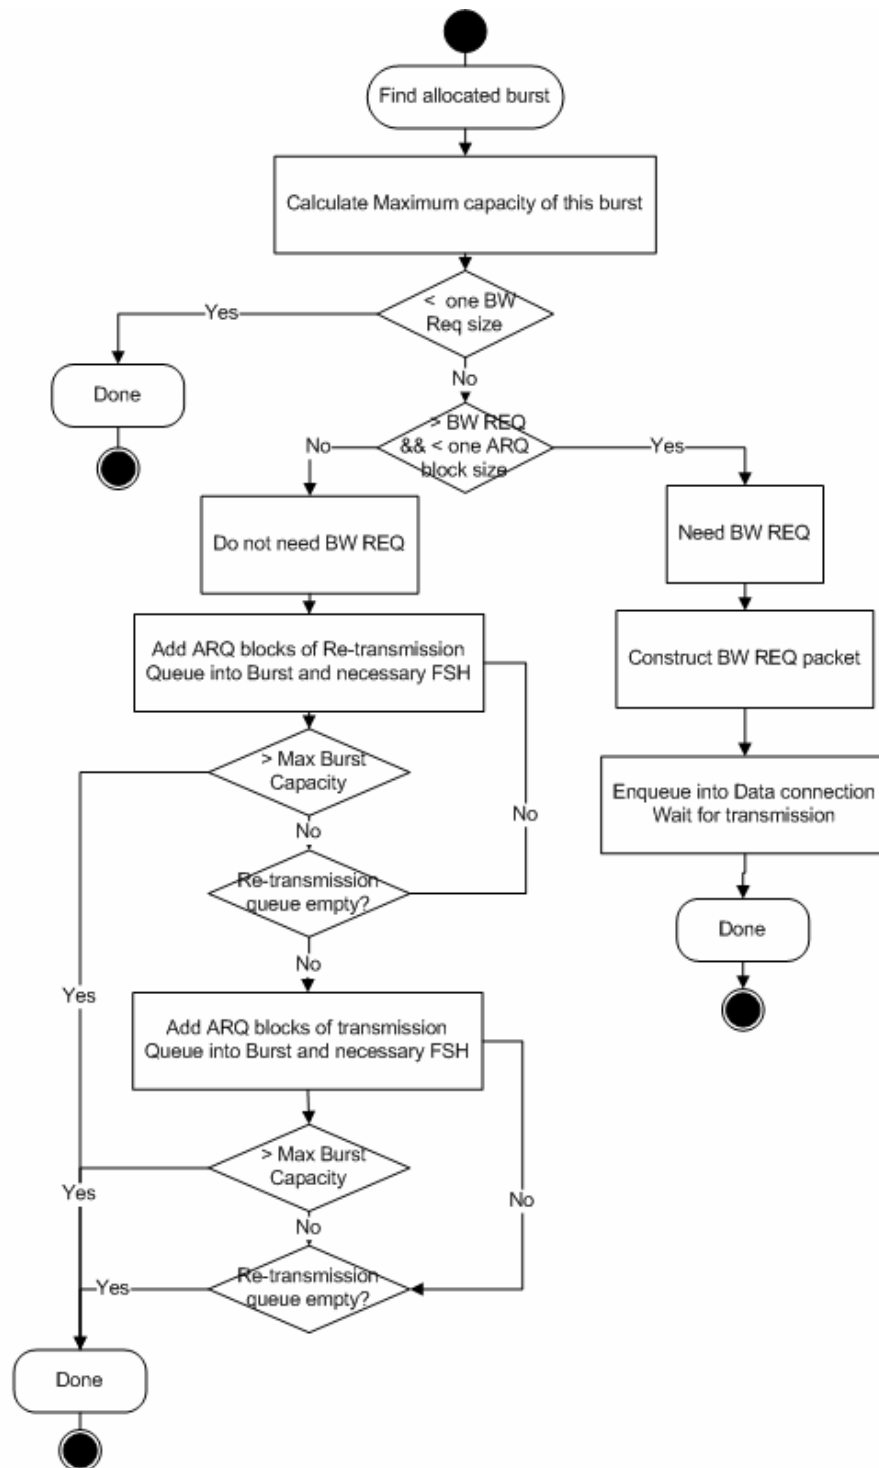 Find allocated burst
Calculate Maximum capacity of this burst
< one BW
Req size
Yes
Done
No
> BW REQ
&& < one ARQ
block size
No
Yes
Do not need BW REQ
Need BW REQ
Add ARQ blocks of Re-transmission
Queue into Burst and necessary FSH
Construct BW REQ packet
> Max Burst
Capacity
Enqueue into Data connection
Wait for transmission
No
No
Re-transmission
queue empty?
Done
No
Yes
Add ARQ blocks of transmission
Queue into Burst and necessary FSH
> Max Burst
Capacity
Yes
No
No
Re-transmission
queue empty?
Yes
Done